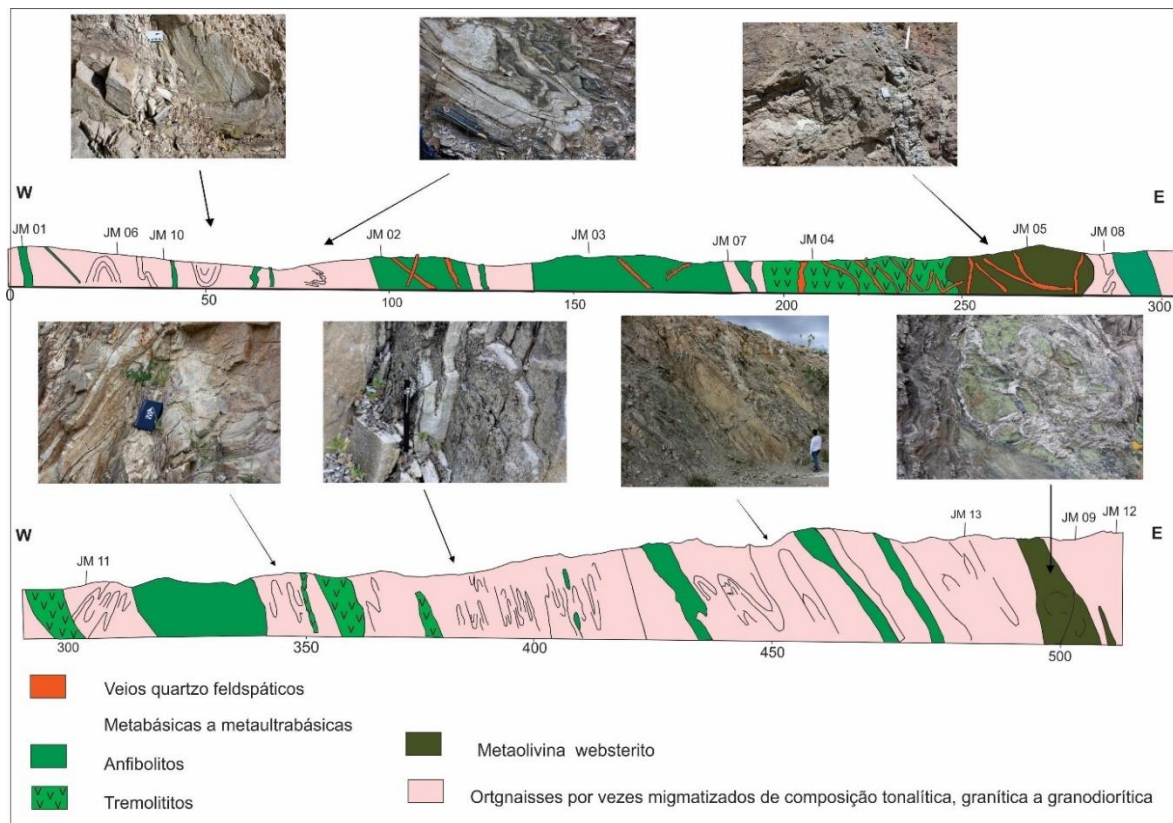 W
E
JM 01
JM 06
JM 10
JM 02
JM 03
JM 07
JM 04
JM 05
JM 08
0
50
100
150
200
250
300
W
E
JM 11
JM 13
JM 09
JM 12
300
350
400
450
500
Veios quartzo feldspáticos
Metabásicas a metaultrabásicas
Anfibolitos
Tremolititos
Metaolivina websterito
Ortgnaisses por vezes migmatizados de composição tonalítica, granítica a granodiorítica